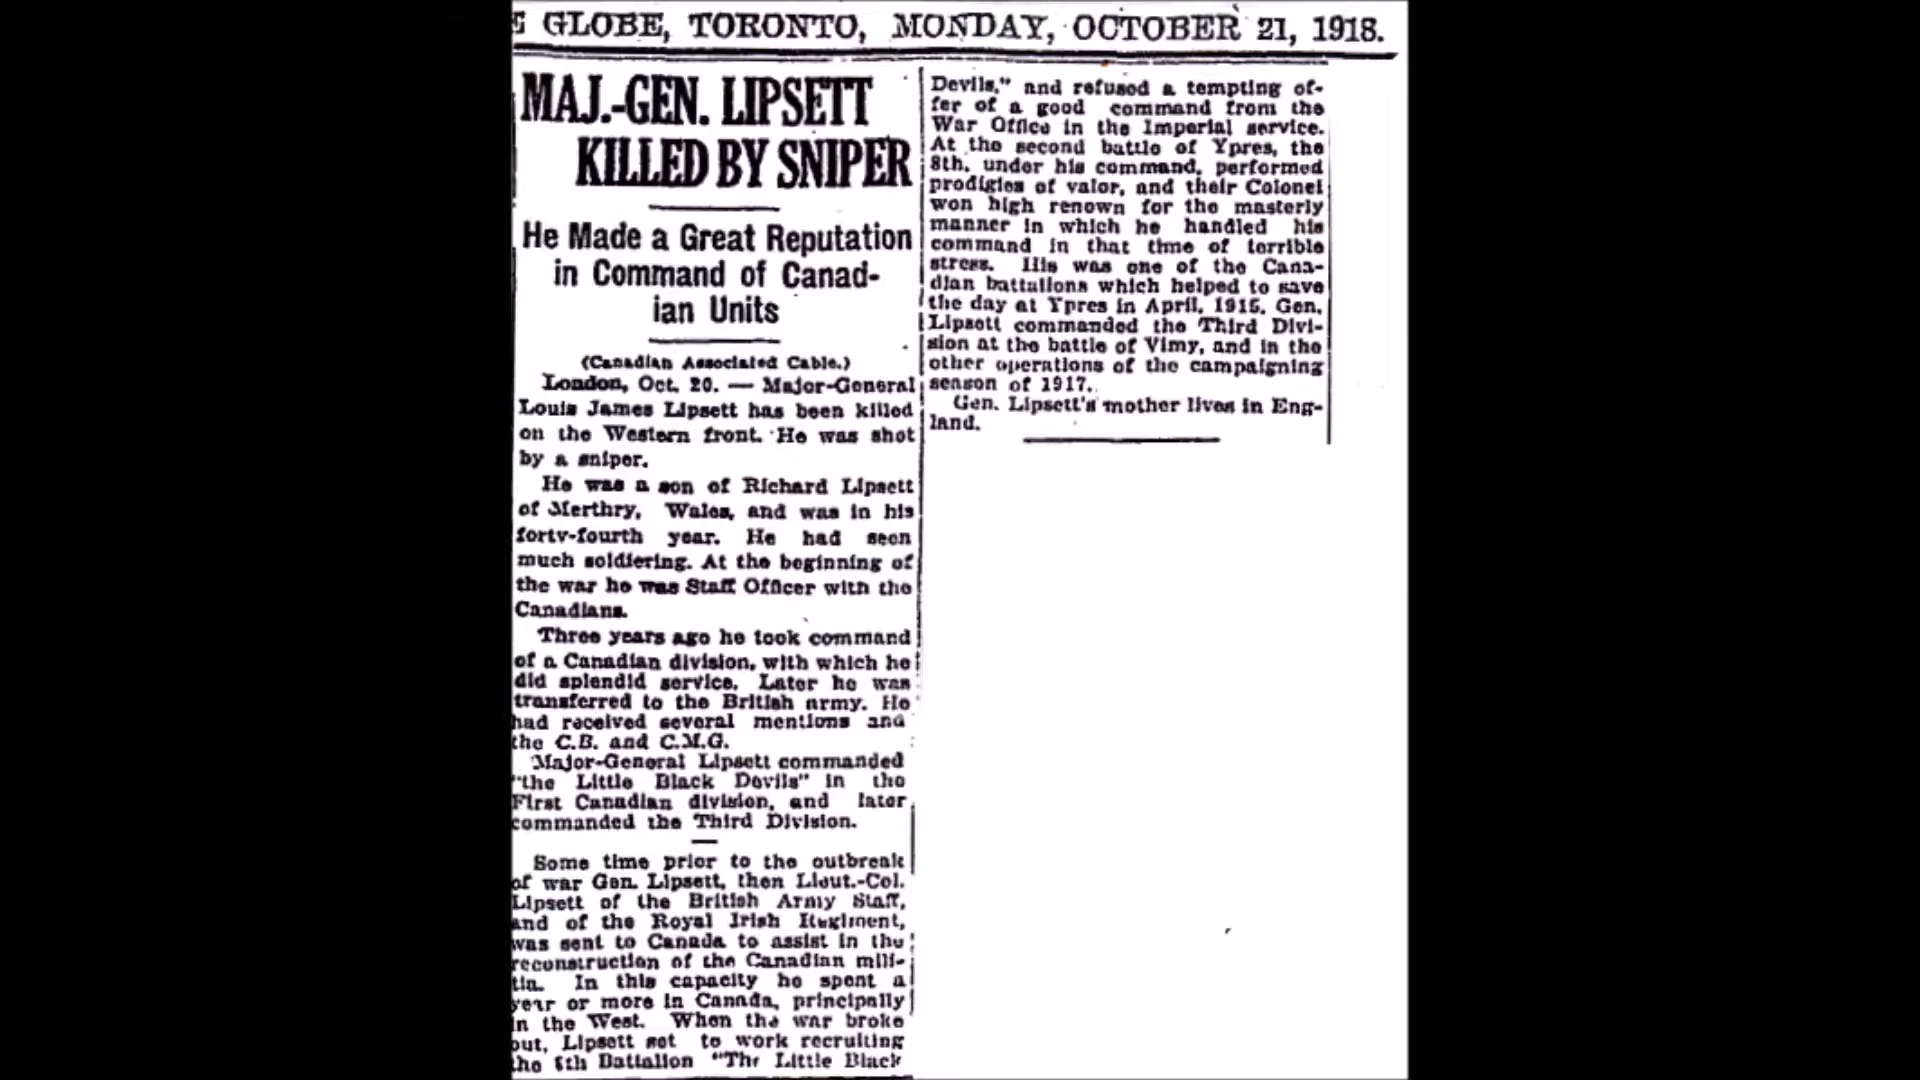 E GLOBE, TORONTO, MONDAY, OCTOBER 21, 1918.
MAJ.-GEN. LIPSETT
KILLED BY SNIPER
He Made a Great Reputation
in Command of Canad-
ian Units
(Canadian Associated Cable.)
London, Oct. 20. — Major-General
Louis James Lipsett has been killed
on the Western front. He was shot
by a sniper.
He was a son of Richard Lipsett
of Merthry, Wales, and was in his
forty-fourth year. He had seen
much soldiering. At the beginning of
the war he was Staff Officer with the
Canadians.
Three years ago he took command
of a Canadian division, with which he
did splendid service. Later he was
transferred to the British army. He
had received several mentions and
the C.B. and C.M.G.
Major-General Lipsett commanded
"the Little Black Devils" in the
First Canadian division, and later
commanded the Third Division.
Some time prior to the outbreak
of war Gen. Lipsett, then Lieut.-Col.
Lipsett of the British Army Staff,
and of the Royal Irish Regiment,
was sent to Canada to assist in the
reconstruction of the Canadian mili-
tia. In this capacity he spent a
year or more in Canada, principally
in the West. When the war broke
out, Lipsett set to work recruiting
the 8th Battalion "The Little Black
Devils," and refused a tempting of-
fer of a good command from the
War Office in the Imperial service.
At the second battle of Ypres, the
8th, under his command, performed
prodigies of valor, and their Colonel
won high renown for the masterly
manner in which he handled his
command in that time of terrible
stress. His was one of the Cana-
dian battalions which helped to save
the day at Ypres in April, 1915. Gen.
Lipsett commanded the Third Divi-
sion at the battle of Vimy, and in the
other operations of the campaigning
season of 1917.
Gen. Lipsett's mother lives in Eng-
land.